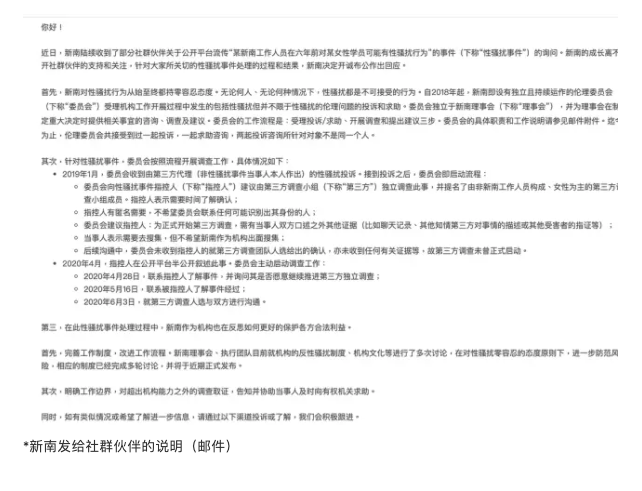 你好！
近日，新南陆续收到了部分社群伙伴关于公开平台流传“某新南工作人员在六年前对某女性学员可能有性骚扰行为”的事件（下称“性骚扰事件”）的询问。新南的成长离不
开社群伙伴的支持和关注，针对大家所关切的性骚扰事件处理的过程和结果，新南决定开诚布公作出回应。
首先，新南对性骚扰行为从始至终都持零容忍态度。无论何人、无论何种情况下，性骚扰都是不可接受的行为。自2018年起，新南即设有独立且持续运作的伦理委员会
（下称“委员会”）受理机构工作开展过程中发生的包括性骚扰但并不限于性骚扰的伦理问题的投诉和求助。委员会独立于新南理事会（下称“理事会”），并为理事会在制
定重大决定时提供相关事宜的咨询、调查及建议。委员会的工作流程是：受理投诉/求助、开展调查和提出建议三步。委员会的具体职责和工作说明请参见邮件附件。迄今
为止，伦理委员会共接受到过一起投诉，一起求助咨询，两起投诉咨询所针对对象不是同一个人。
其次，针对性骚扰事件，委员会按照流程开展调查工作，具体情况如下：
• 2019年1月，委员会收到由第三方代理（非性骚扰事件当事人本人作出）的性骚扰投诉。接到投诉之后，委员会即启动流程：
◦ 委员会向性骚扰事件指控人（下称“指控人”）建议由第三方调查小组（下称“第三方”）独立调查此事，并提名了由非新南工作人员构成、女性为主的第三方调
查小组成员。指控人表示需要时间了解确认；
◦ 指控人有匿名需要，不希望委员会联系任何可能识别出其身份的人；
◦ 委员会建议指控人：为正式开始第三方调查，需有当事人双方口述之外其他证据（比如聊天记录、其他知情第三方对事情的描述或其他受害者的指证等）；
◦ 当事人表示需要去搜集，但不希望新南作为机构出面搜集；
◦ 后续沟通中，委员会未收到指控人的就第三方调查团队人选给出的确认，亦未收到任何有关证据等，故第三方调查未曾正式启动。
• 2020年4月，指控人在公开平台半公开叙述此事。委员会主动启动调查工作：
◦ 2020年4月28日，联系指控人了解事件，并询问其是否愿意继续推进第三方独立调查；
◦ 2020年5月16日，联系被指控人了解事件经过；
◦ 2020年6月3日，就第三方调查人选与双方进行沟通。
第三，在此性骚扰事件处理过程中，新南作为机构也在反思如何更好的保护各方合法利益。
首先，完善工作制度，改进工作流程。新南理事会、执行团队目前就机构的反性骚扰制度、机构文化等进行了多次讨论，在对性骚扰零容忍的态度原则下，进一步防范风
险。相应的制度已经完成多轮讨论，并将于近期正式发布。
其次，明确工作边界，对超出机构能力之外的调查取证，告知并协助当事人及时向有权机关求助。
同时，如有类似情况或希望了解进一步信息，请通过以下渠道投诉或了解，我们会积极跟进。
*新南发给社群伙伴的说明（邮件）